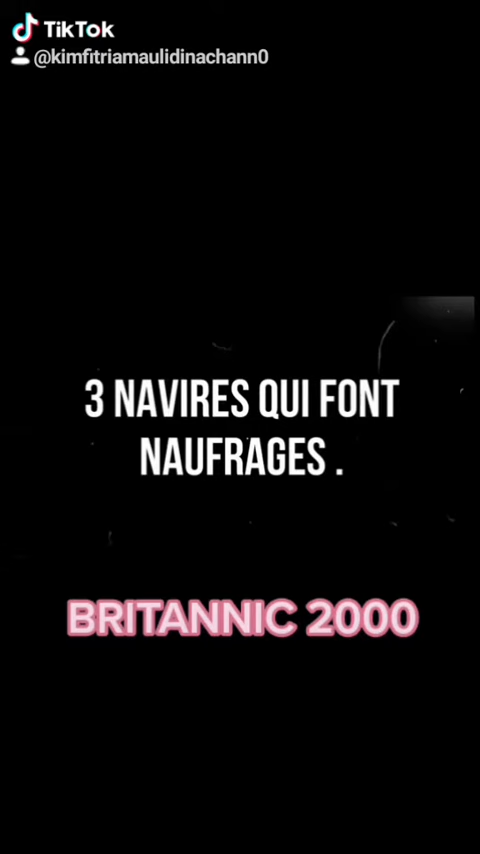 TikTok
@kimfitriamaulidinachann0
3 NAVIRES QUI FONT
NAUFRAGES .
BRITANNIC 2000